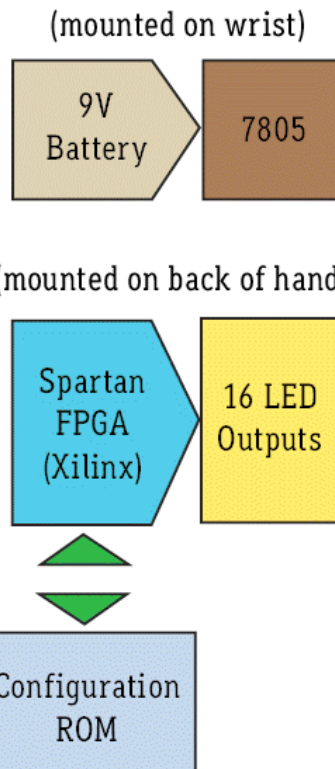 (mounted on wrist)
9V
Battery
7805
(mounted on back of hand
Spartan
FPGA
(Xilinx)
16 LED
Outputs
Configuration
ROM